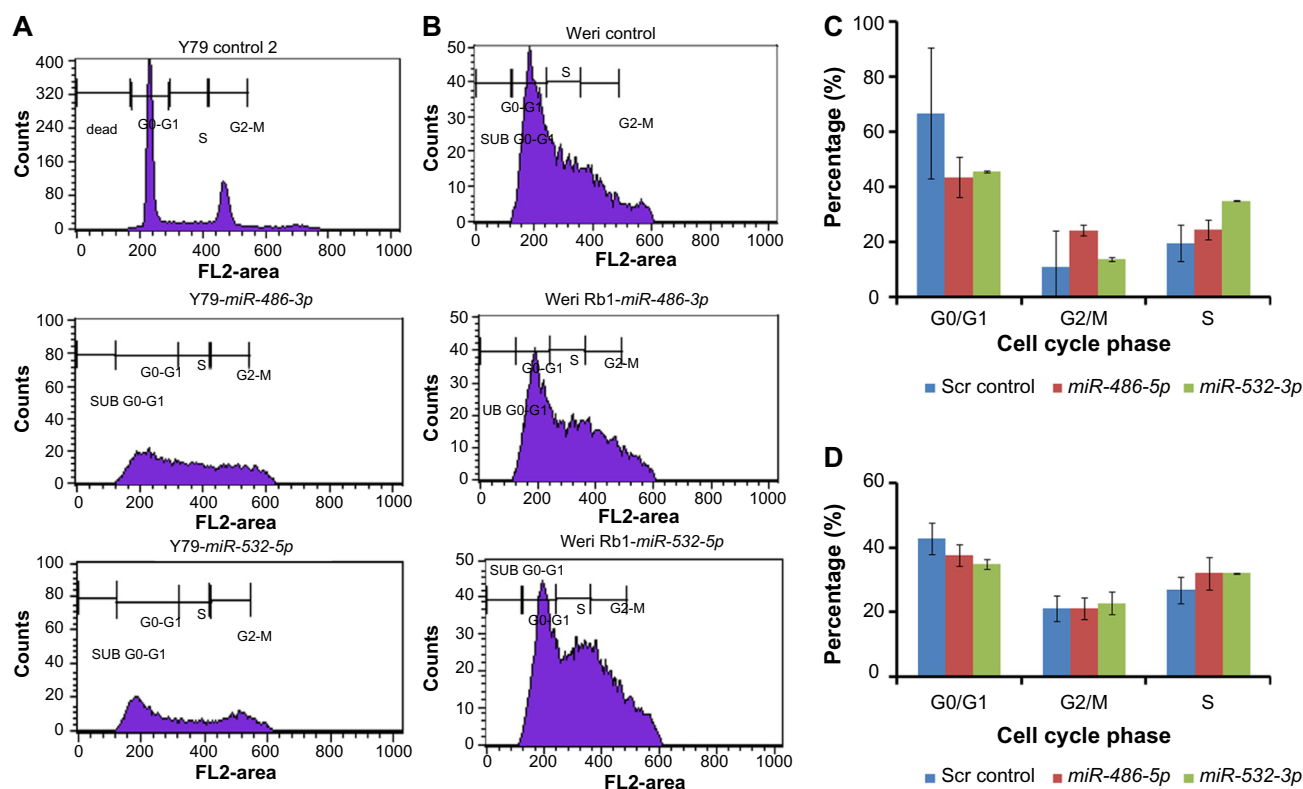 A
Y79 control 2
400
320
240
160
80
0
Counts
dead
G0-G1
S
G2-M
0 200 400 600 800 1000
FL2-area
Y79-miR-486-3p
100
80
60
40
20
0
Counts
SUB G0-G1
G0-G1
S
G2-M
0 200 400 600 800 1000
FL2-area
Y79-miR-532-5p
100
80
60
40
20
0
Counts
SUB G0-G1
G0-G1
S
G2-M
0 200 400 600 800 1000
FL2-area
B
Weri control
50
40
30
20
10
0
Counts
SUB G0-G1
G0-G1
S
G2-M
0 200 400 600 800 1000
FL2-area
Weri Rb1-miR-486-3p
50
40
30
20
10
0
Counts
UB G0-G1
G0-G1
S
G2-M
0 200 400 600 800 1000
FL2-area
Weri Rb1-miR-532-5p
50
40
30
20
10
0
Counts
SUB G0-G1
G0-G1
S
G2-M
0 200 400 600 800 1000
FL2-area
C
100
80
60
40
20
0
Percentage (%)
G0/G1 G2/M S
Cell cycle phase
Scr control miR-486-5p miR-532-3p
D
60
40
20
0
Percentage (%)
G0/G1 G2/M S
Cell cycle phase
Scr control miR-486-5p miR-532-3p